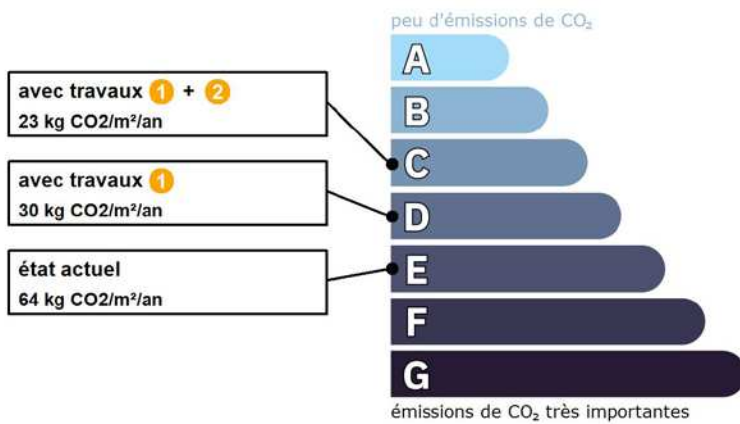 peu d'émissions de CO₂
A
avec travaux 1 + 2
23 kg CO2/m²/an
B
C
avec travaux 1
30 kg CO2/m²/an
D
état actuel
64 kg CO2/m²/an
E
F
G
émissions de CO₂ très importantes